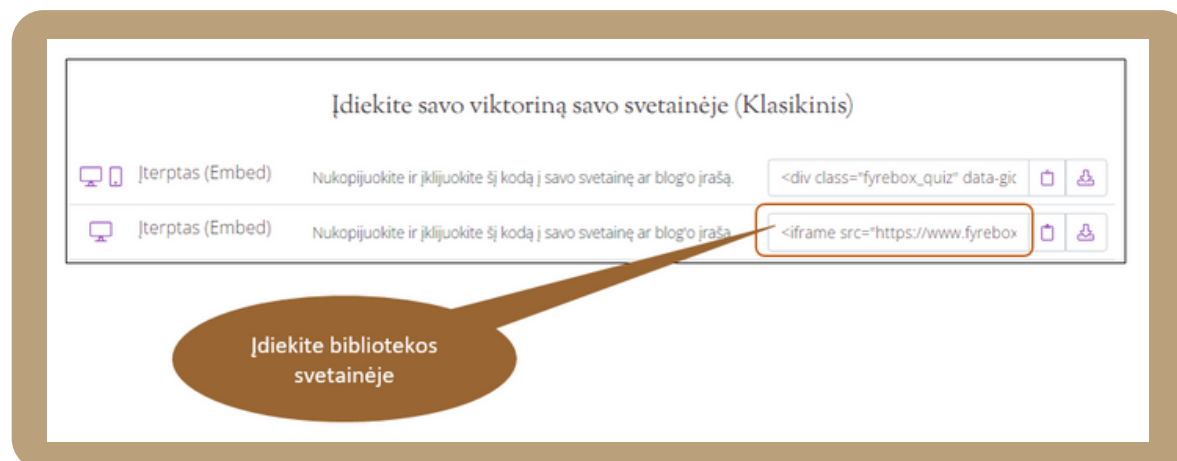 Įdiekite savo viktoriną savo svetainėje (Klasikinis)
Įterptas (Embed) Nukopijuokite ir įklijuokite šį kodą į savo svetainę ar blog'o įrašą. <div class="fyrebox_quiz" data-gic
Įterptas (Embed) Nukopijuokite ir įklijuokite šį kodą į savo svetainę ar blog'o įrašą. <iframe src="https://www.fyrebox
Įdiekite bibliotekos
svetainėje